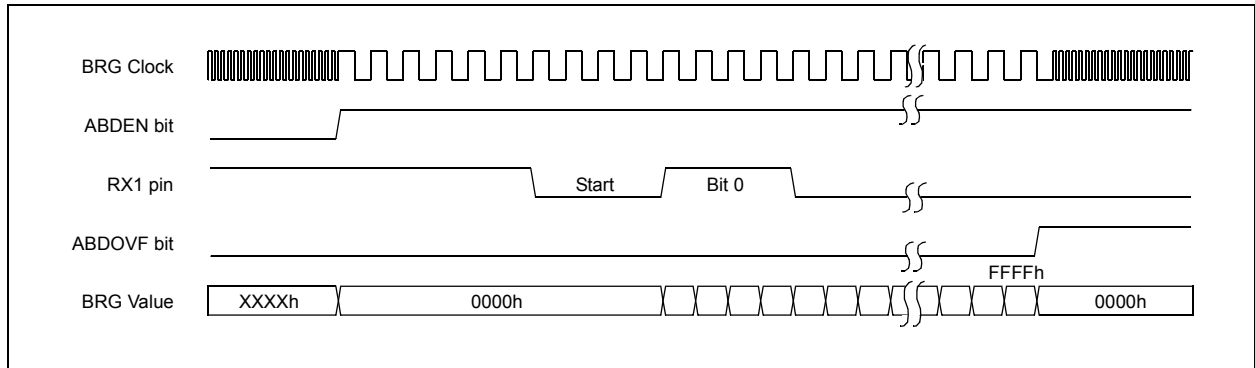 BRG Clock
ABDEN bit
RX1 pin
Start
Bit 0
ABDOVF bit
FFFFh
BRG Value
XXXXh
0000h
0000h